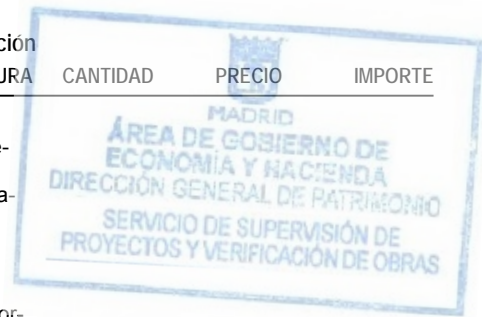 ción
URA CANTIDAD PRECIO IMPORTE
MADRID
ÁREA DE GOBIERNO DE
ECONOMÍA Y HACIENDA
DIRECCIÓN GENERAL DE PATRIMONIO
SERVICIO DE SUPERVISIÓN DE
PROYECTOS Y VERIFICACIÓN DE OBRAS
e-
a-
or-